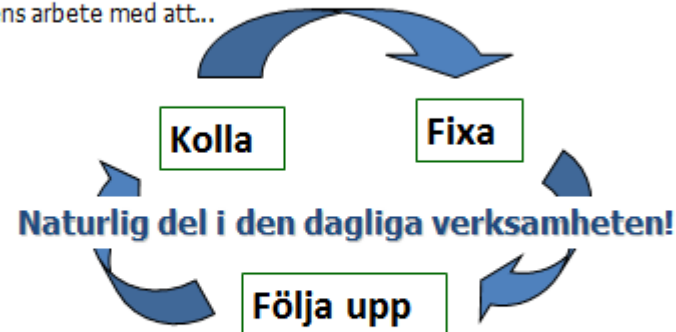 ns arbete med att...
Kolla
Fixa
Naturlig del i den dagliga verksamheten!
Följa upp